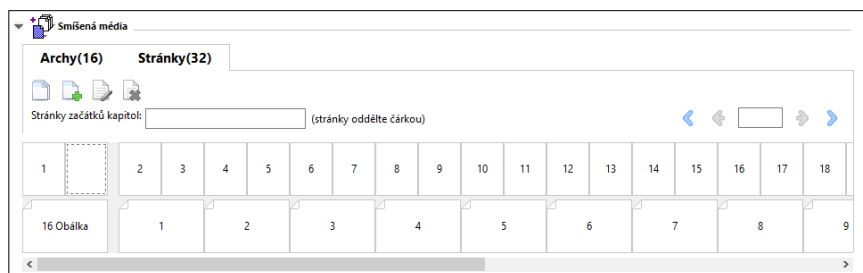 Smíšená média
Archy(16) Stránky(32)
Stránky začátků kapitol: (stránky oddělte čárkou)
1 2 3 4 5 6 7 8 9 10 11 12 13 14 15 16 17 18
16 Obálka 1 2 3 4 5 6 7 8 9